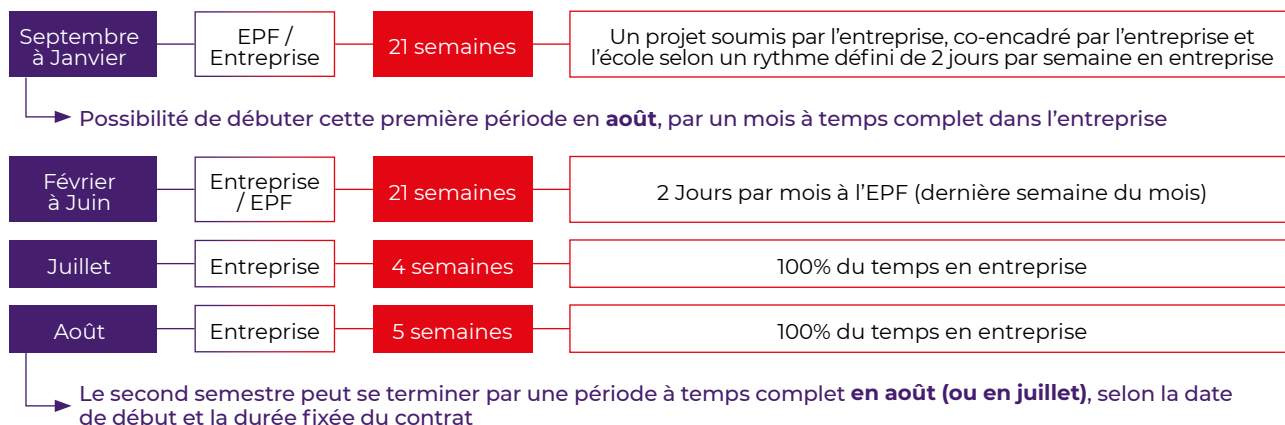 Septembre
à Janvier
EPF /
Entreprise
21 semaines
Un projet soumis par l’entreprise, co-encadré par l’entreprise et
l’école selon un rythme défini de 2 jours par semaine en entreprise
Possibilité de débuter cette première période en août, par un mois à temps complet dans l’entreprise
Février
à Juin
Entreprise
/ EPF
21 semaines
2 Jours par mois à l’EPF (dernière semaine du mois)
Juillet
Entreprise
4 semaines
100% du temps en entreprise
Août
Entreprise
5 semaines
100% du temps en entreprise
Le second semestre peut se terminer par une période à temps complet en août (ou en juillet), selon la date
de début et la durée fixée du contrat